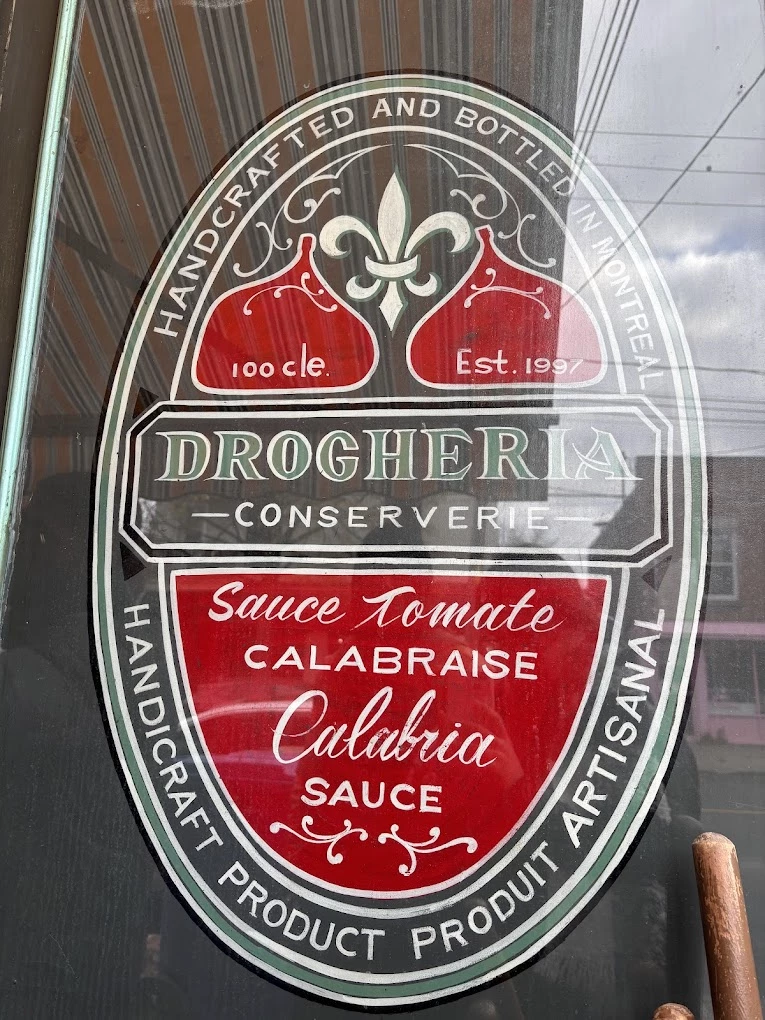 HANDCRAFTED AND BOTTLED IN MONTREAL
100 cle.
Est. 1997
DROGHERIA
—CONSERVERIE—
Sauce Tomate
CALABRAISE
Calabria
SAUCE
HANDICRAFT PRODUCT PRODUIT ARTISANAL